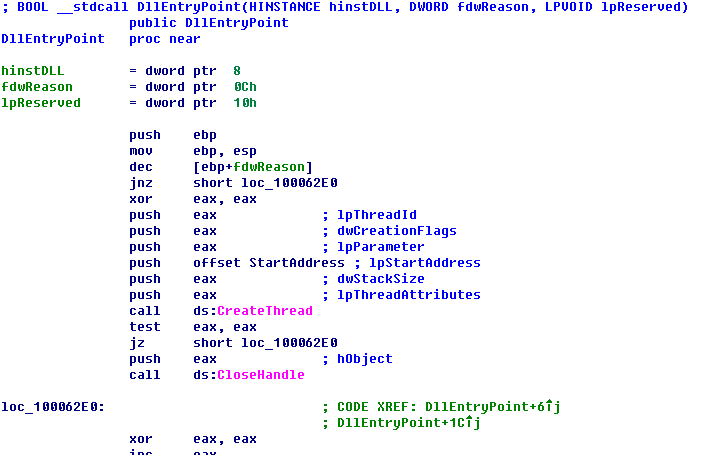 ; BOOL __stdcall DllEntryPoint(HINSTANCE hinstDLL, DWORD fdwReason, LPVOID lpReserved)
public DllEntryPoint
DllEntryPoint proc near
hinstDLL = dword ptr 8
fdwReason = dword ptr 0Ch
lpReserved = dword ptr 10h
push ebp
mov ebp, esp
dec [ebp+fdwReason]
jnz short loc_100062E0
xor eax, eax
push eax ; lpThreadId
push eax ; dwCreationFlags
push eax ; lpParameter
push offset StartAddress ; lpStartAddress
push eax ; dwStackSize
push eax ; lpThreadAttributes
call ds:CreateThread
test eax, eax
jz short loc_100062E0
push eax ; hObject
call ds:CloseHandle
loc_100062E0: ; CODE XREF: DllEntryPoint+6↑j
; DllEntryPoint+1C↑j
xor eax, eax
inc eax